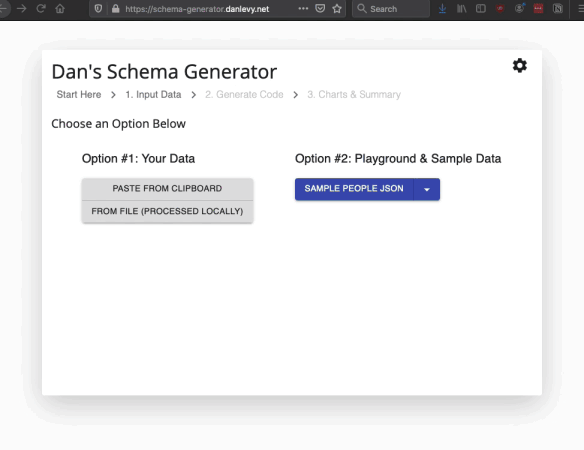 https://schema-generator.danlevy.net
Search
Dan's Schema Generator
Start Here > 1. Input Data > 2. Generate Code > 3. Charts & Summary
Choose an Option Below
Option #1: Your Data
PASTE FROM CLIPBOARD
FROM FILE (PROCESSED LOCALLY)
Option #2: Playground & Sample Data
SAMPLE PEOPLE JSON